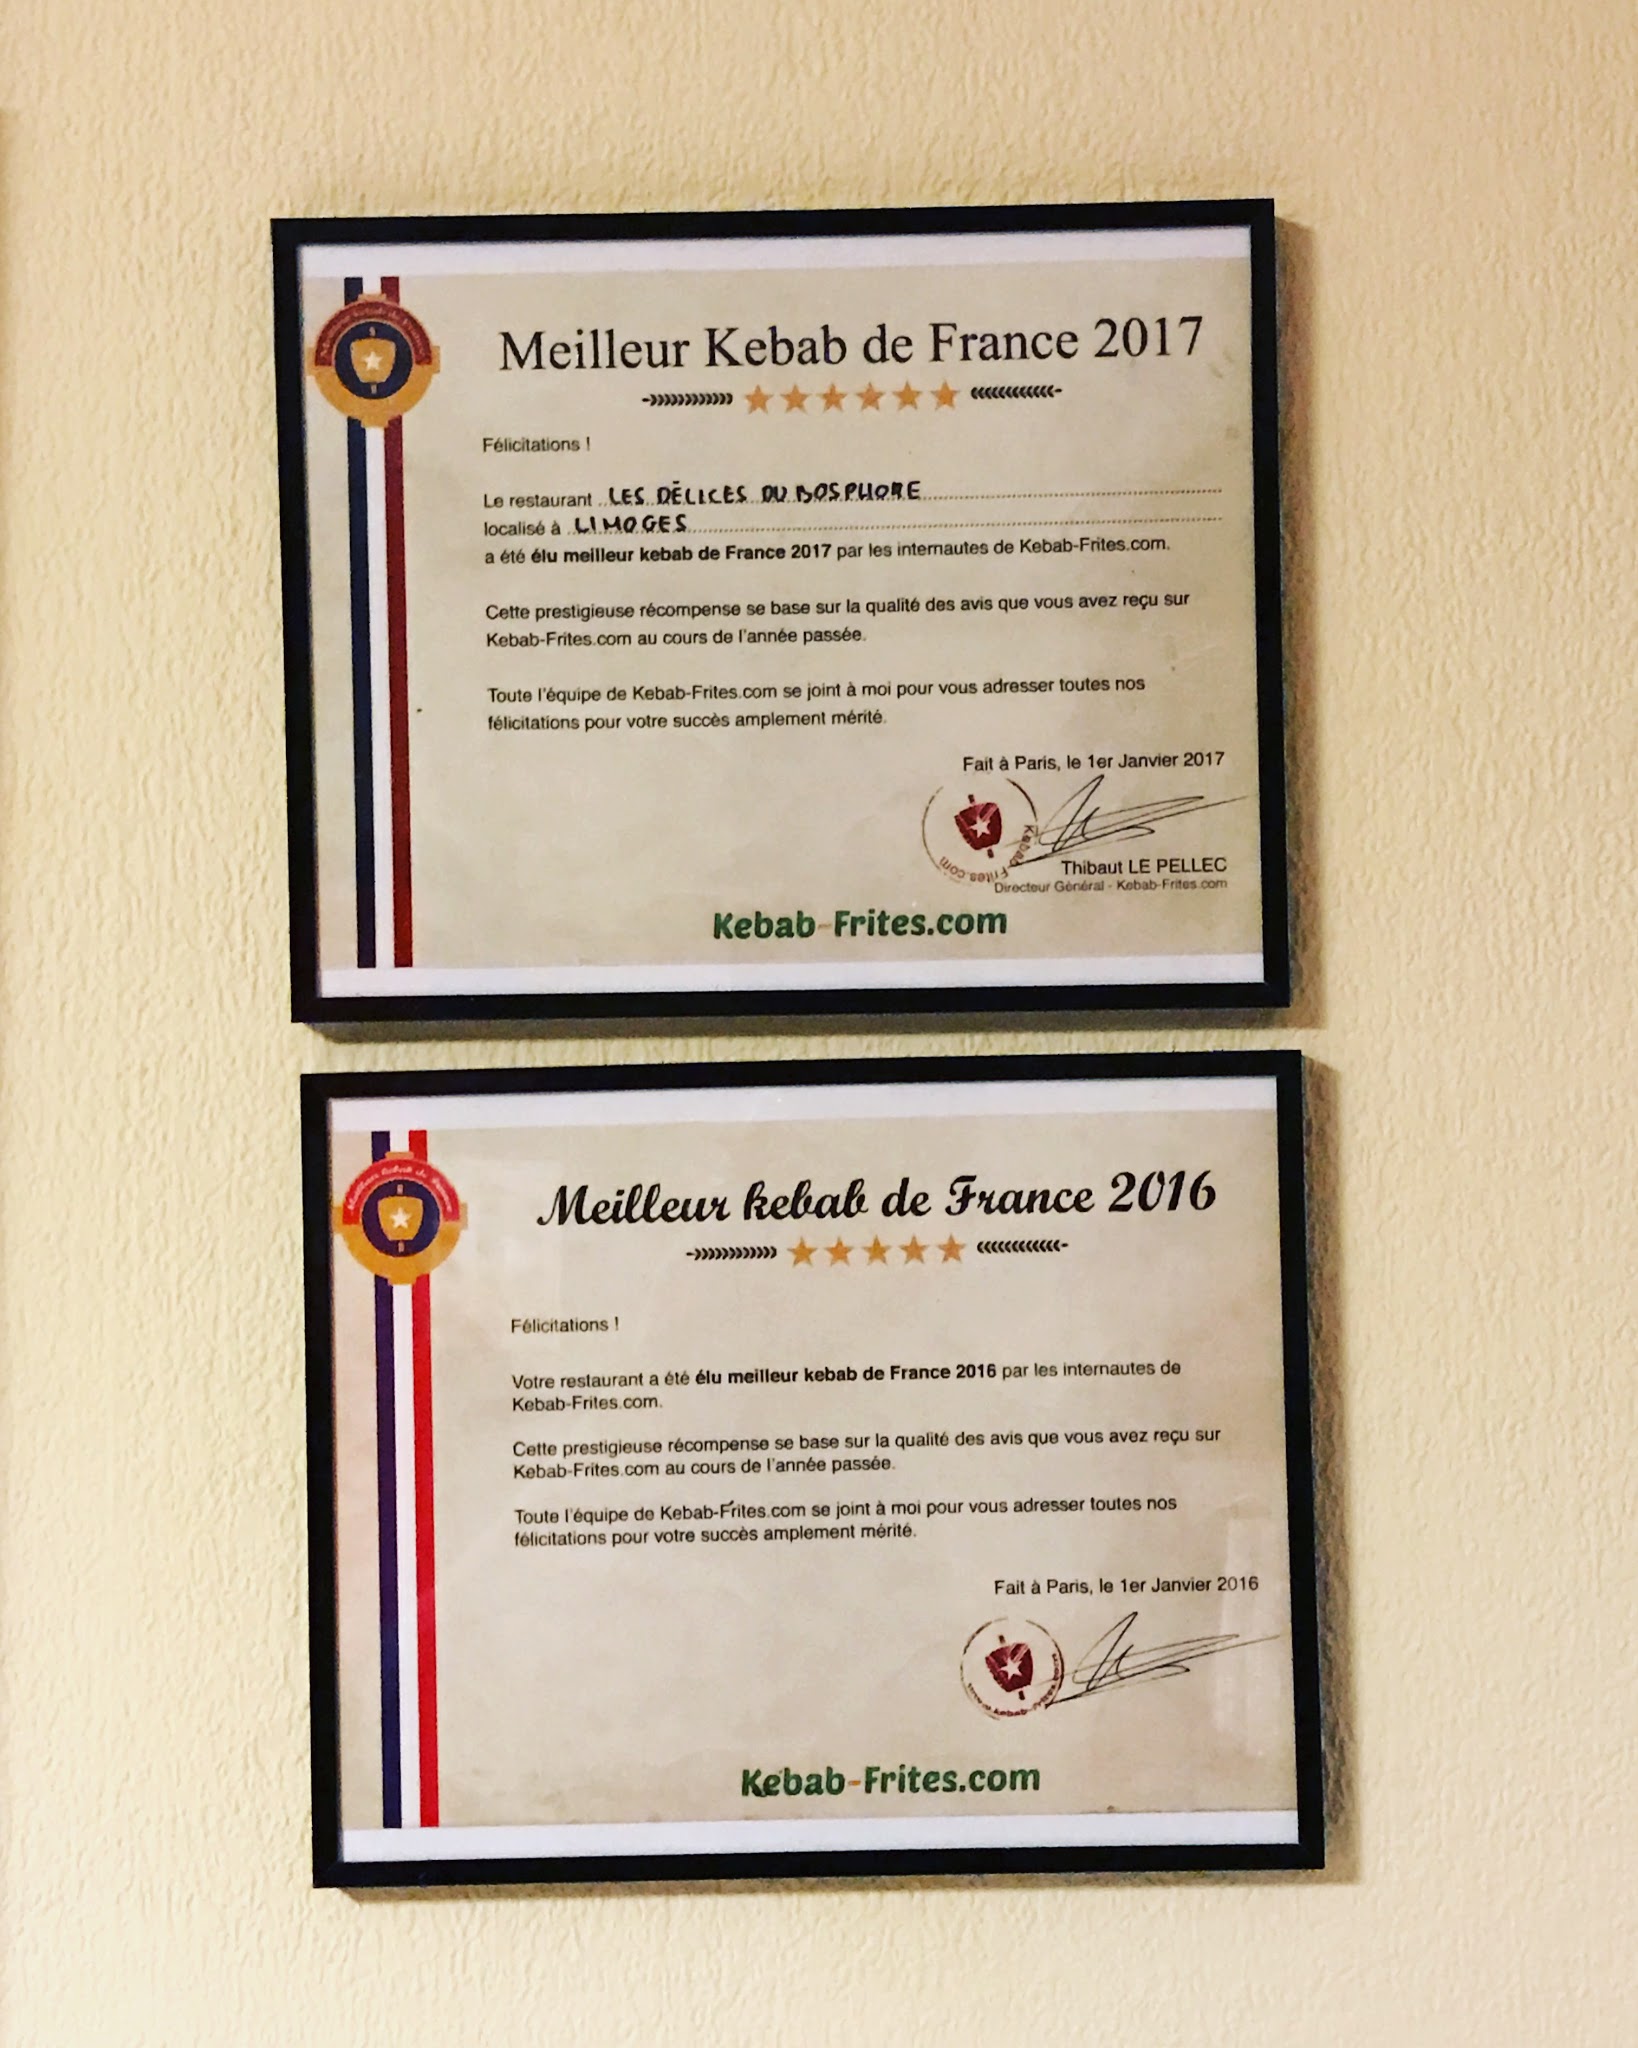 Meilleur Kebab de France 2017
Félicitations !
Le restaurant LES DÉLICES DU BOSPHORE
localisé à LIMOGES
a été élu meilleur kebab de France 2017 par les internautes de Kebab-Frites.com.
Cette prestigieuse récompense se base sur la qualité des avis que vous avez reçu sur
Kebab-Frites.com au cours de l'année passée.
Toute l'équipe de Kebab-Frites.com se joint à moi pour vous adresser toutes nos
félicitations pour votre succès amplement mérité.
Fait à Paris, le 1er Janvier 2017
Kebab-Frites.com
Thibaut LE PELLEC
Directeur Général - Kebab-Frites.com
Kebab-Frites.com
Meilleur kebab de France 2016
Félicitations !
Votre restaurant a été élu meilleur kebab de France 2016 par les internautes de
Kebab-Frites.com.
Cette prestigieuse récompense se base sur la qualité des avis que vous avez reçu sur
Kebab-Frites.com au cours de l'année passée.
Toute l'équipe de Kebab-Frites.com se joint à moi pour vous adresser toutes nos
félicitations pour votre succès amplement mérité.
Fait à Paris, le 1er Janvier 2016
Kebab-Frites.com